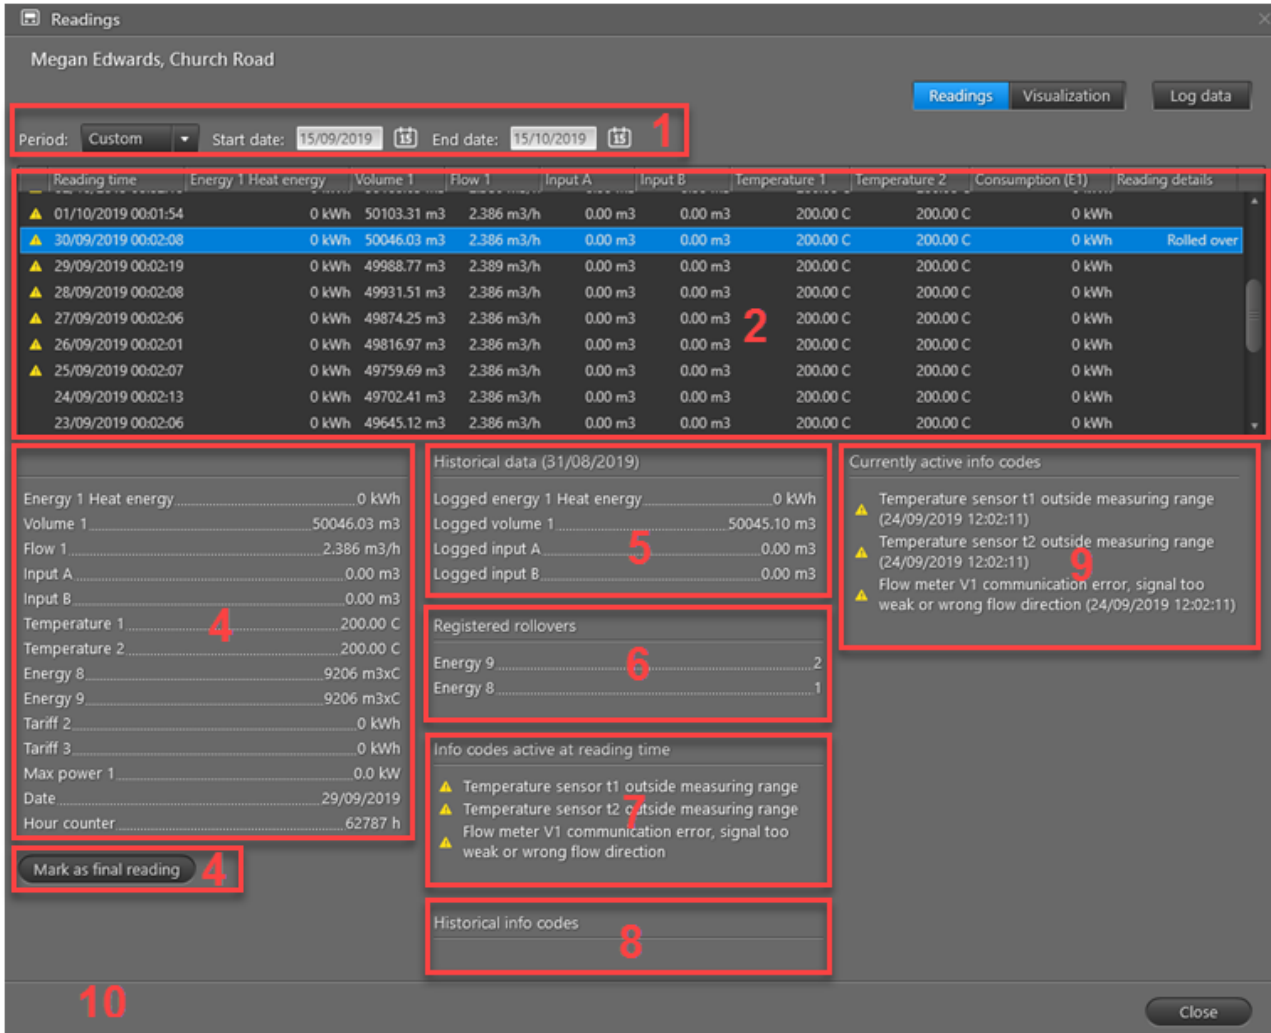 Readings
Megan Edwards, Church Road
Readings Visualization Log data
Period: Custom Start date: 15/09/2019 15 End date: 15/10/2019 15 1
Reading time Energy 1 Heat energy Volume 1 Flow 1 Input A Input B Temperature 1 Temperature 2 Consumption (E1) Reading details
01/10/2019 00:01:54 0 kWh 50103.31 m3 2.386 m3/h 0.00 m3 0.00 m3 200.00 C 200.00 C 0 kWh
30/09/2019 00:02:08 0 kWh 50046.03 m3 2.386 m3/h 0.00 m3 0.00 m3 200.00 C 200.00 C 0 kWh Rolled over
29/09/2019 00:02:19 0 kWh 49988.77 m3 2.389 m3/h 0.00 m3 0.00 m3 200.00 C 200.00 C 0 kWh
28/09/2019 00:02:08 0 kWh 49931.51 m3 2.386 m3/h 0.00 m3 0.00 m3 200.00 C 200.00 C 0 kWh
27/09/2019 00:02:06 0 kWh 49874.25 m3 2.386 m3/h 0.00 m3 0.00 m3 2 200.00 C 200.00 C 0 kWh
26/09/2019 00:02:01 0 kWh 49816.97 m3 2.386 m3/h 0.00 m3 0.00 m3 200.00 C 200.00 C 0 kWh
25/09/2019 00:02:07 0 kWh 49759.69 m3 2.386 m3/h 0.00 m3 0.00 m3 200.00 C 200.00 C 0 kWh
24/09/2019 00:02:13 0 kWh 49702.41 m3 2.386 m3/h 0.00 m3 0.00 m3 200.00 C 200.00 C 0 kWh
23/09/2019 00:02:06 0 kWh 49645.12 m3 2.386 m3/h 0.00 m3 0.00 m3 200.00 C 200.00 C 0 kWh
Energy 1 Heat energy 0 kWh
Volume 1 50046.03 m3
Flow 1 2.386 m3/h
Input A 0.00 m3
Input B 0.00 m3
Temperature 1 200.00 C
4
Temperature 2 200.00 C
Energy 8 9206 m3xC
Energy 9 9206 m3xC
Tariff 2 0 kWh
Tariff 3 0 kWh
Max power 1 0.0 kW
Date 29/09/2019
Hour counter 62787 h
Mark as final reading 4
Historical data (31/08/2019)
Logged energy 1 Heat energy 0 kWh
Logged volume 1 50045.10 m3
Logged input A 0.00 m3
5
Logged input B 0.00 m3
Registered rollovers
Energy 9 2
6
Energy 8 1
Info codes active at reading time
Temperature sensor t1 outside measuring range
Temperature sensor t2 outside measuring range
7
Flow meter V1 communication error, signal too
weak or wrong flow direction
Historical info codes
8
Currently active info codes
Temperature sensor t1 outside measuring range
(24/09/2019 12:02:11)
Temperature sensor t2 outside measuring range
(24/09/2019 12:02:11)
9
Flow meter V1 communication error, signal too
weak or wrong flow direction (24/09/2019 12:02:11)
10
Close